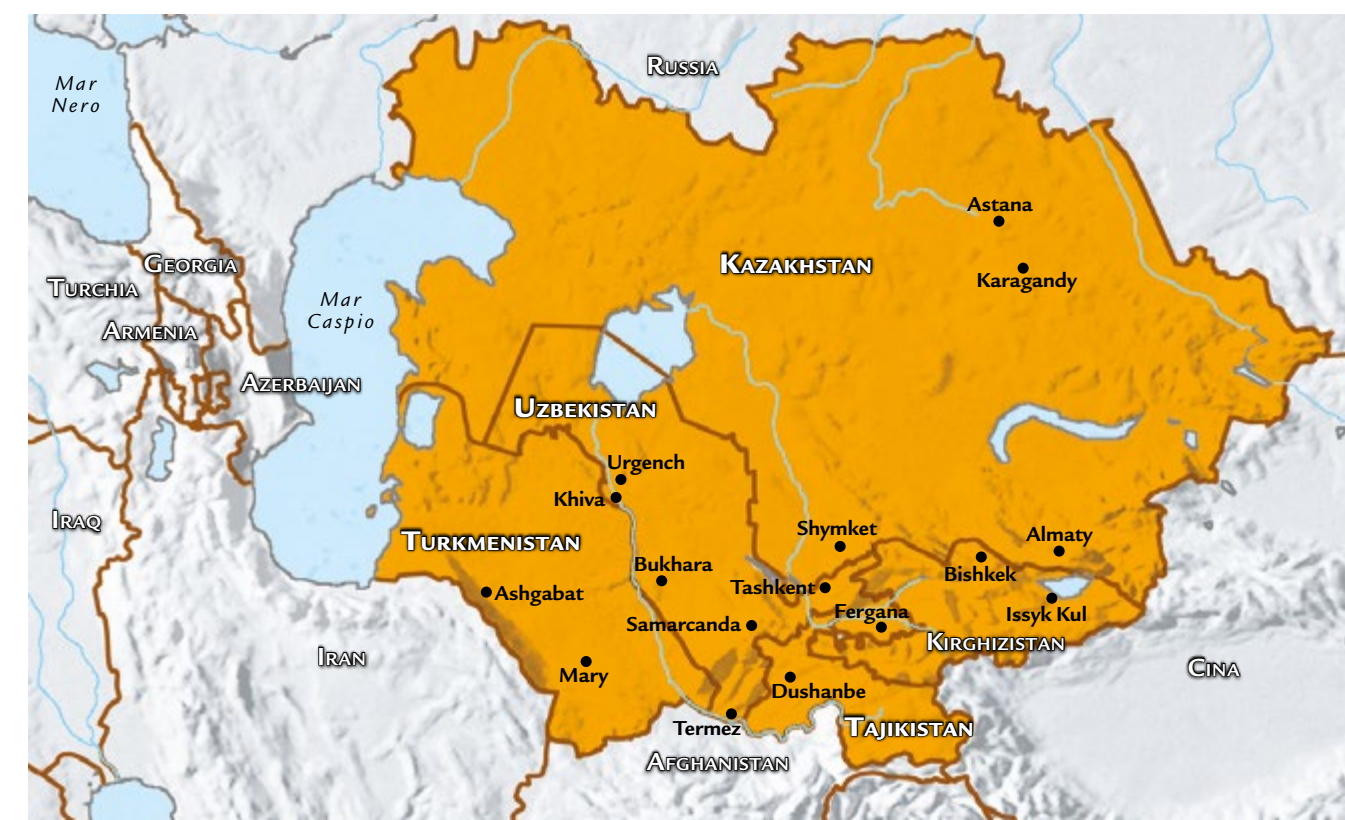 Mar
Nero
RUSSIA
Astana
GEORGIA
KAZAKHSTAN
Karagandy
TURCHIA
Mar
Caspio
ARMENIA
AZERBAIJAN
UZBEKISTAN
Urgench
Khiva
IRAQ
Shymket
Almaty
TURKMENISTAN
Bukhara
Bishkek
Tashkent
Ashgabat
Fergana
Issyk Kul
Samarcanda
KIRGHIZISTAN
IRAN
CINA
Mary
Dushanbe
Termez
TAJIKISTAN
AFGHANISTAN